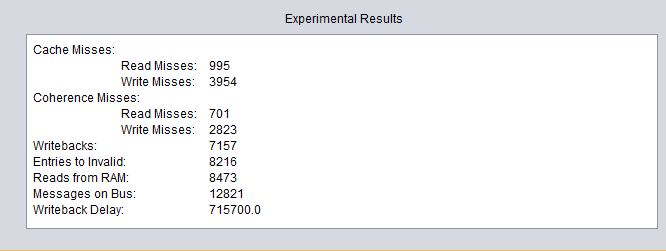 Experimental Results
Cache Misses:
Read Misses: 995
Write Misses: 3954
Coherence Misses:
Read Misses: 701
Write Misses: 2823
Writebacks: 7157
Entries to Invalid: 8216
Reads from RAM: 8473
Messages on Bus: 12821
Writeback Delay: 715700.0